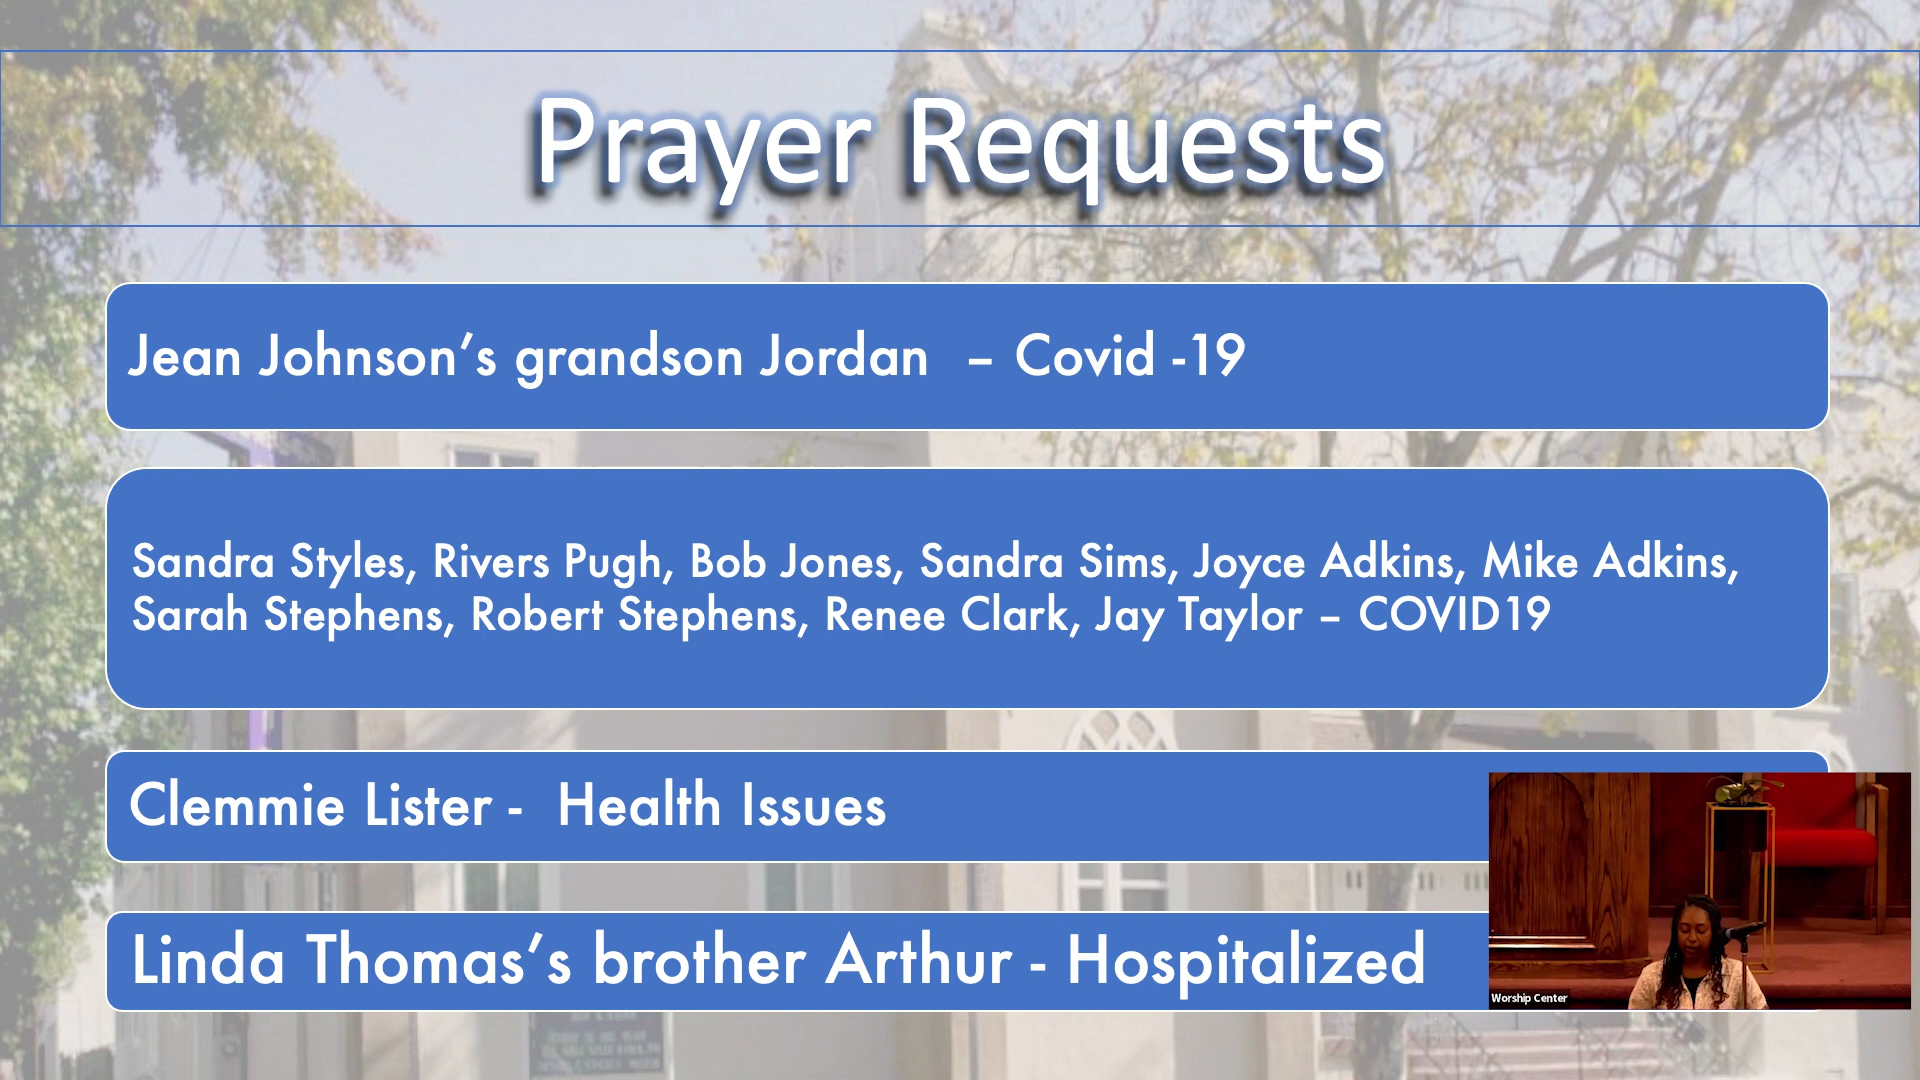 Prayer Requests
Jean Johnson’s grandson Jordan – Covid -19
Sandra Styles, Rivers Pugh, Bob Jones, Sandra Sims, Joyce Adkins, Mike Adkins,
Sarah Stephens, Robert Stephens, Renee Clark, Jay Taylor – COVID19
Clemmie Lister - Health Issues
Linda Thomas’s brother Arthur - Hospitalized
Worship Center